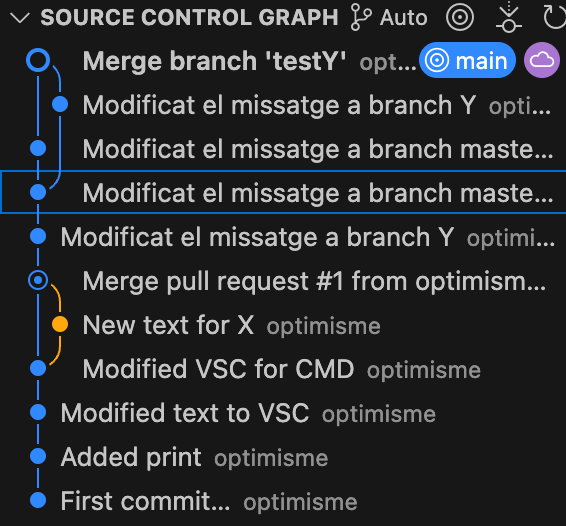 SOURCE CONTROL GRAPH Auto
Merge branch 'testY' opt... main
Modificat el missatge a branch Y opti...
Modificat el missatge a branch maste...
Modificat el missatge a branch maste...
Modificat el missatge a branch Y optimi...
Merge pull request #1 from optimism...
New text for X optimisme
Modified VSC for CMD optimisme
Modified text to VSC optimisme
Added print optimisme
First commit... optimisme